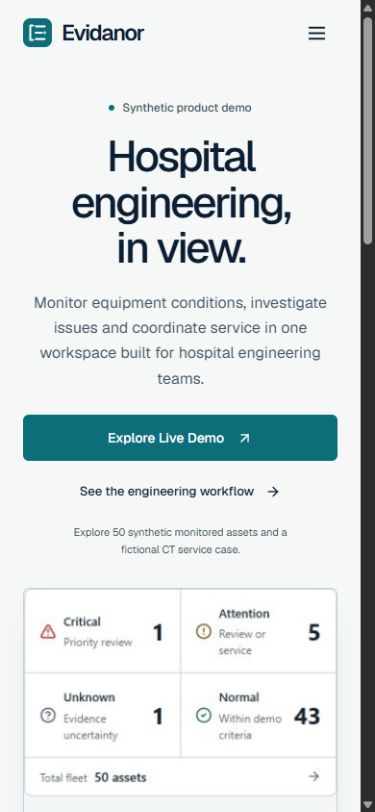 Evidanor
Synthetic product demo
Hospital
engineering,
in view.
Monitor equipment conditions, investigate
issues and coordinate service in one
workspace built for hospital engineering
teams.
Explore Live Demo
See the engineering workflow
Explore 50 synthetic monitored assets and a
fictional CT service case.
Critical
Priority review
1
Attention
Review or
service
5
Unknown
Evidence
uncertainty
1
Normal
Within demo
criteria
43
Total fleet 50 assets